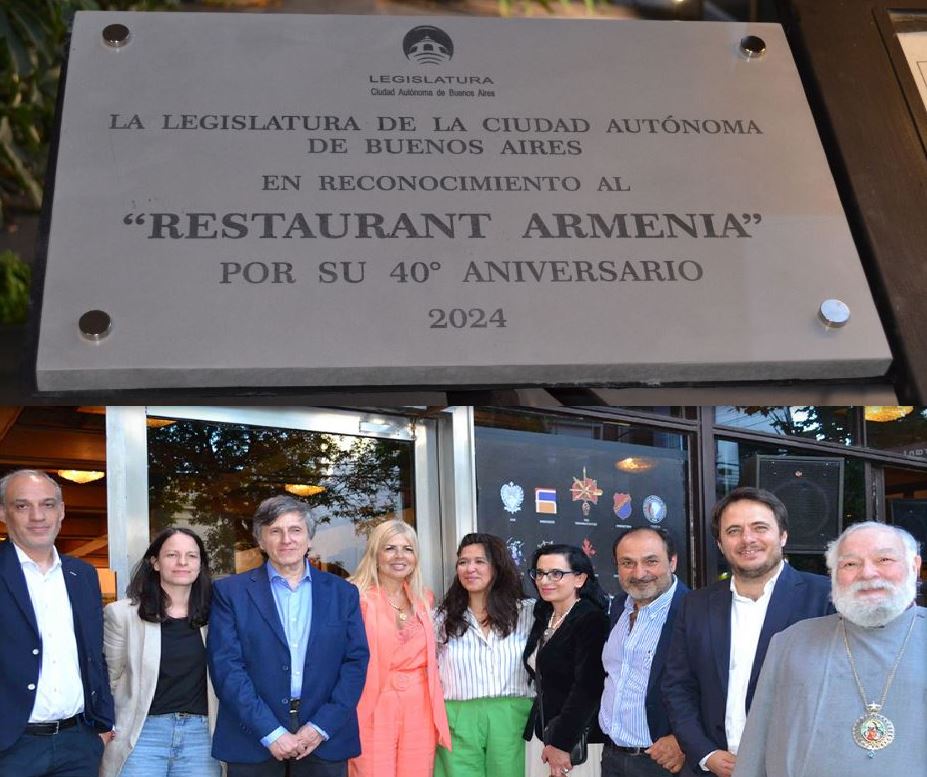 LEGISLATURA
Ciudad Autónoma de Buenos Aires
LA LEGISLATURA DE LA CIUDAD AUTÓNOMA
DE BUENOS AIRES
EN RECONOCIMIENTO AL
“RESTAURANT ARMENIA”
POR SU 40° ANIVERSARIO
2024